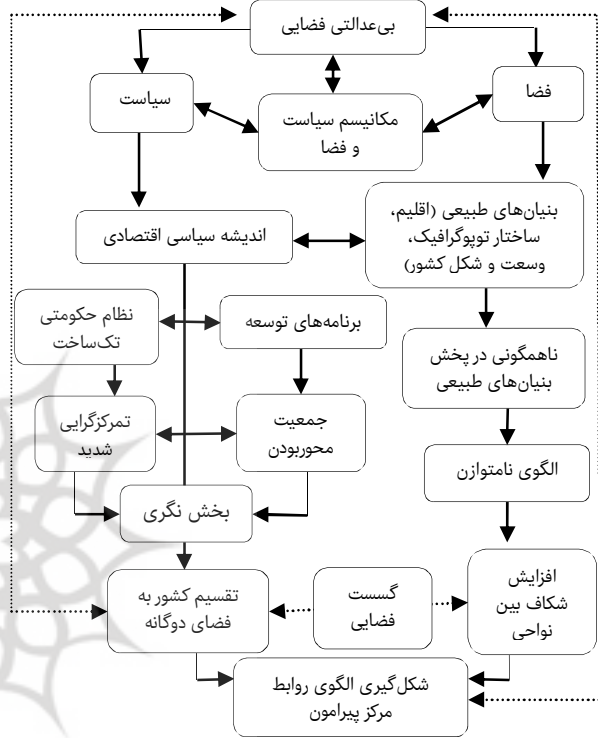 بی‌عدالتی فضایی
فضا
سیاست
مکانیسم سیاست
و فضا
بنیان‌های طبیعی (اقلیم،
ساختار توپوگرافیک،
وسعت و شکل کشور)
اندیشه سیاسی اقتصادی
برنامه‌های توسعه
نظام حکومتی
تک‌ساخت
ناهمگونی در پخش
بنیان‌های طبیعی
جمعیت
محوربودن
تمرکزگرایی
شدید
الگوی نامتوازن
بخش نگری
افزایش
شکاف بین
نواحی
گسست
فضایی
تقسیم کشور به
فضای دوگانه
شکل‌گیری الگوی روابط
مرکز پیرامون